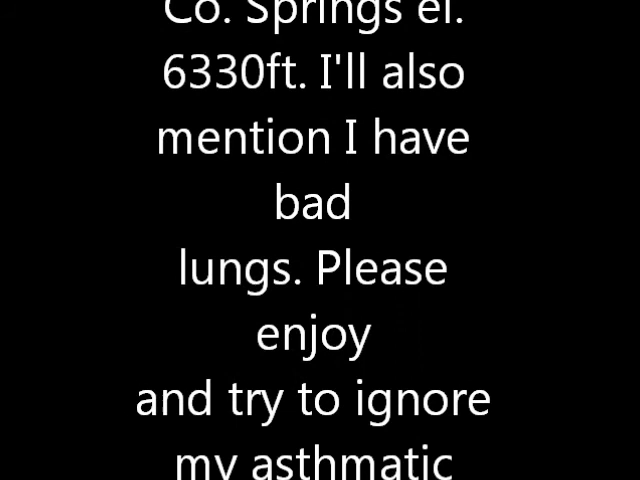 Co. Springs el.
6330ft. I'll also
mention I have
bad
lungs. Please
enjoy
and try to ignore
my asthmatic